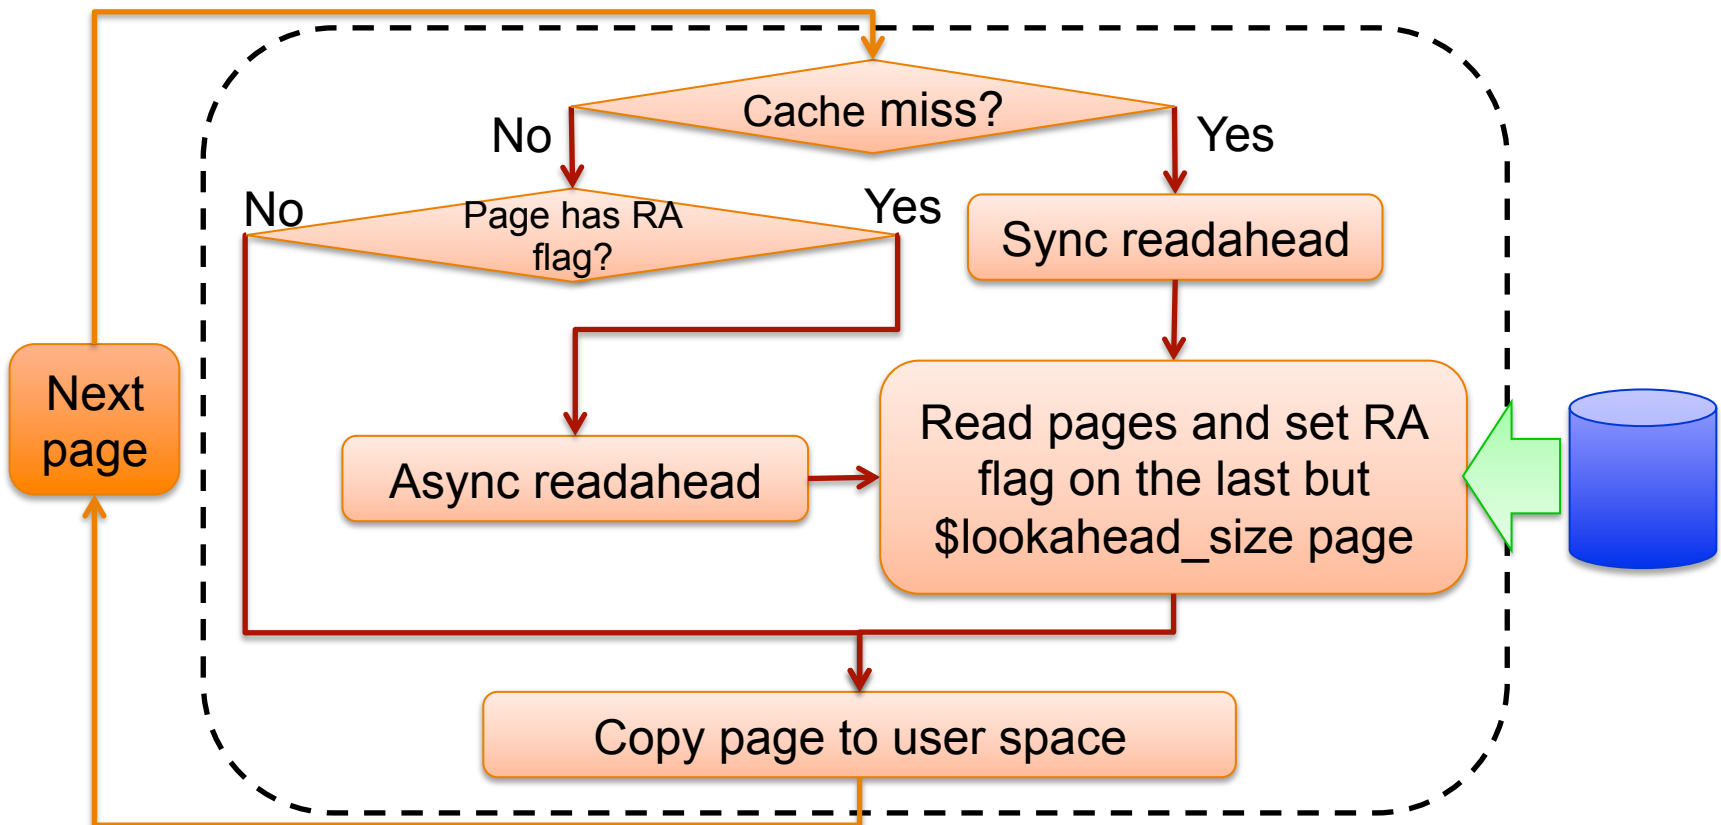 Cache miss?
No
Yes
No
Page has RA
flag?
Yes
Sync readahead
Next
page
Async readahead
Read pages and set RA
flag on the last but
$lookahead_size page
Copy page to user space